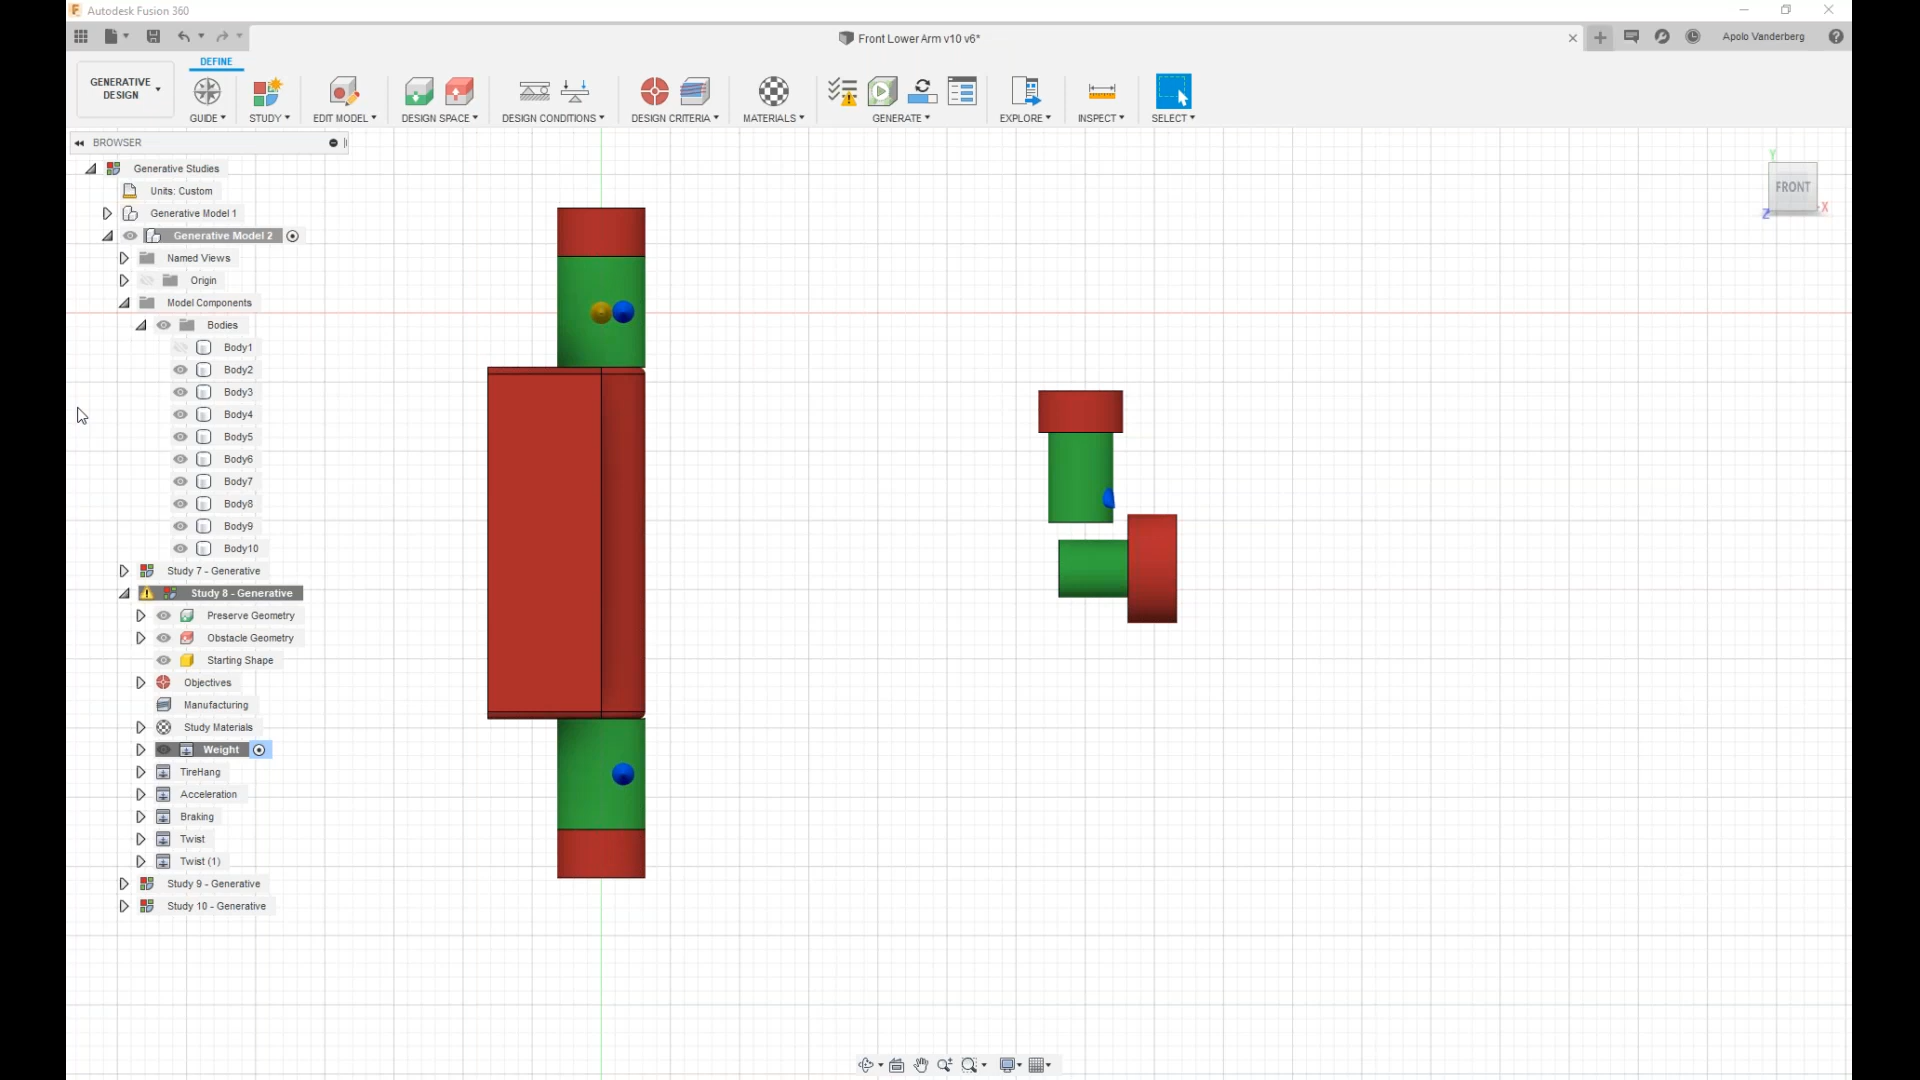 Autodesk Fusion 360
Front Lower Arm v10 v6*
Apolo Vanderberg
DEFINE
GENERATIVE DESIGN
GUIDE
STUDY
EDIT MODEL
DESIGN SPACE
DESIGN CONDITIONS
DESIGN CRITERIA
MATERIALS
GENERATE
EXPLORE
INSPECT
SELECT
BROWSER
Generative Studies
Units: Custom
Generative Model 1
Generative Model 2
Named Views
Origin
Model Components
Bodies
Body1
Body2
Body3
Body4
Body5
Body6
Body7
Body8
Body9
Body10
Study 7 - Generative
Study 8 - Generative
Preserve Geometry
Obstacle Geometry
Starting Shape
Objectives
Manufacturing
Study Materials
Weight
TireHang
Acceleration
Braking
Twist
Twist (1)
Study 9 - Generative
Study 10 - Generative
Y
FRONT
Z
X